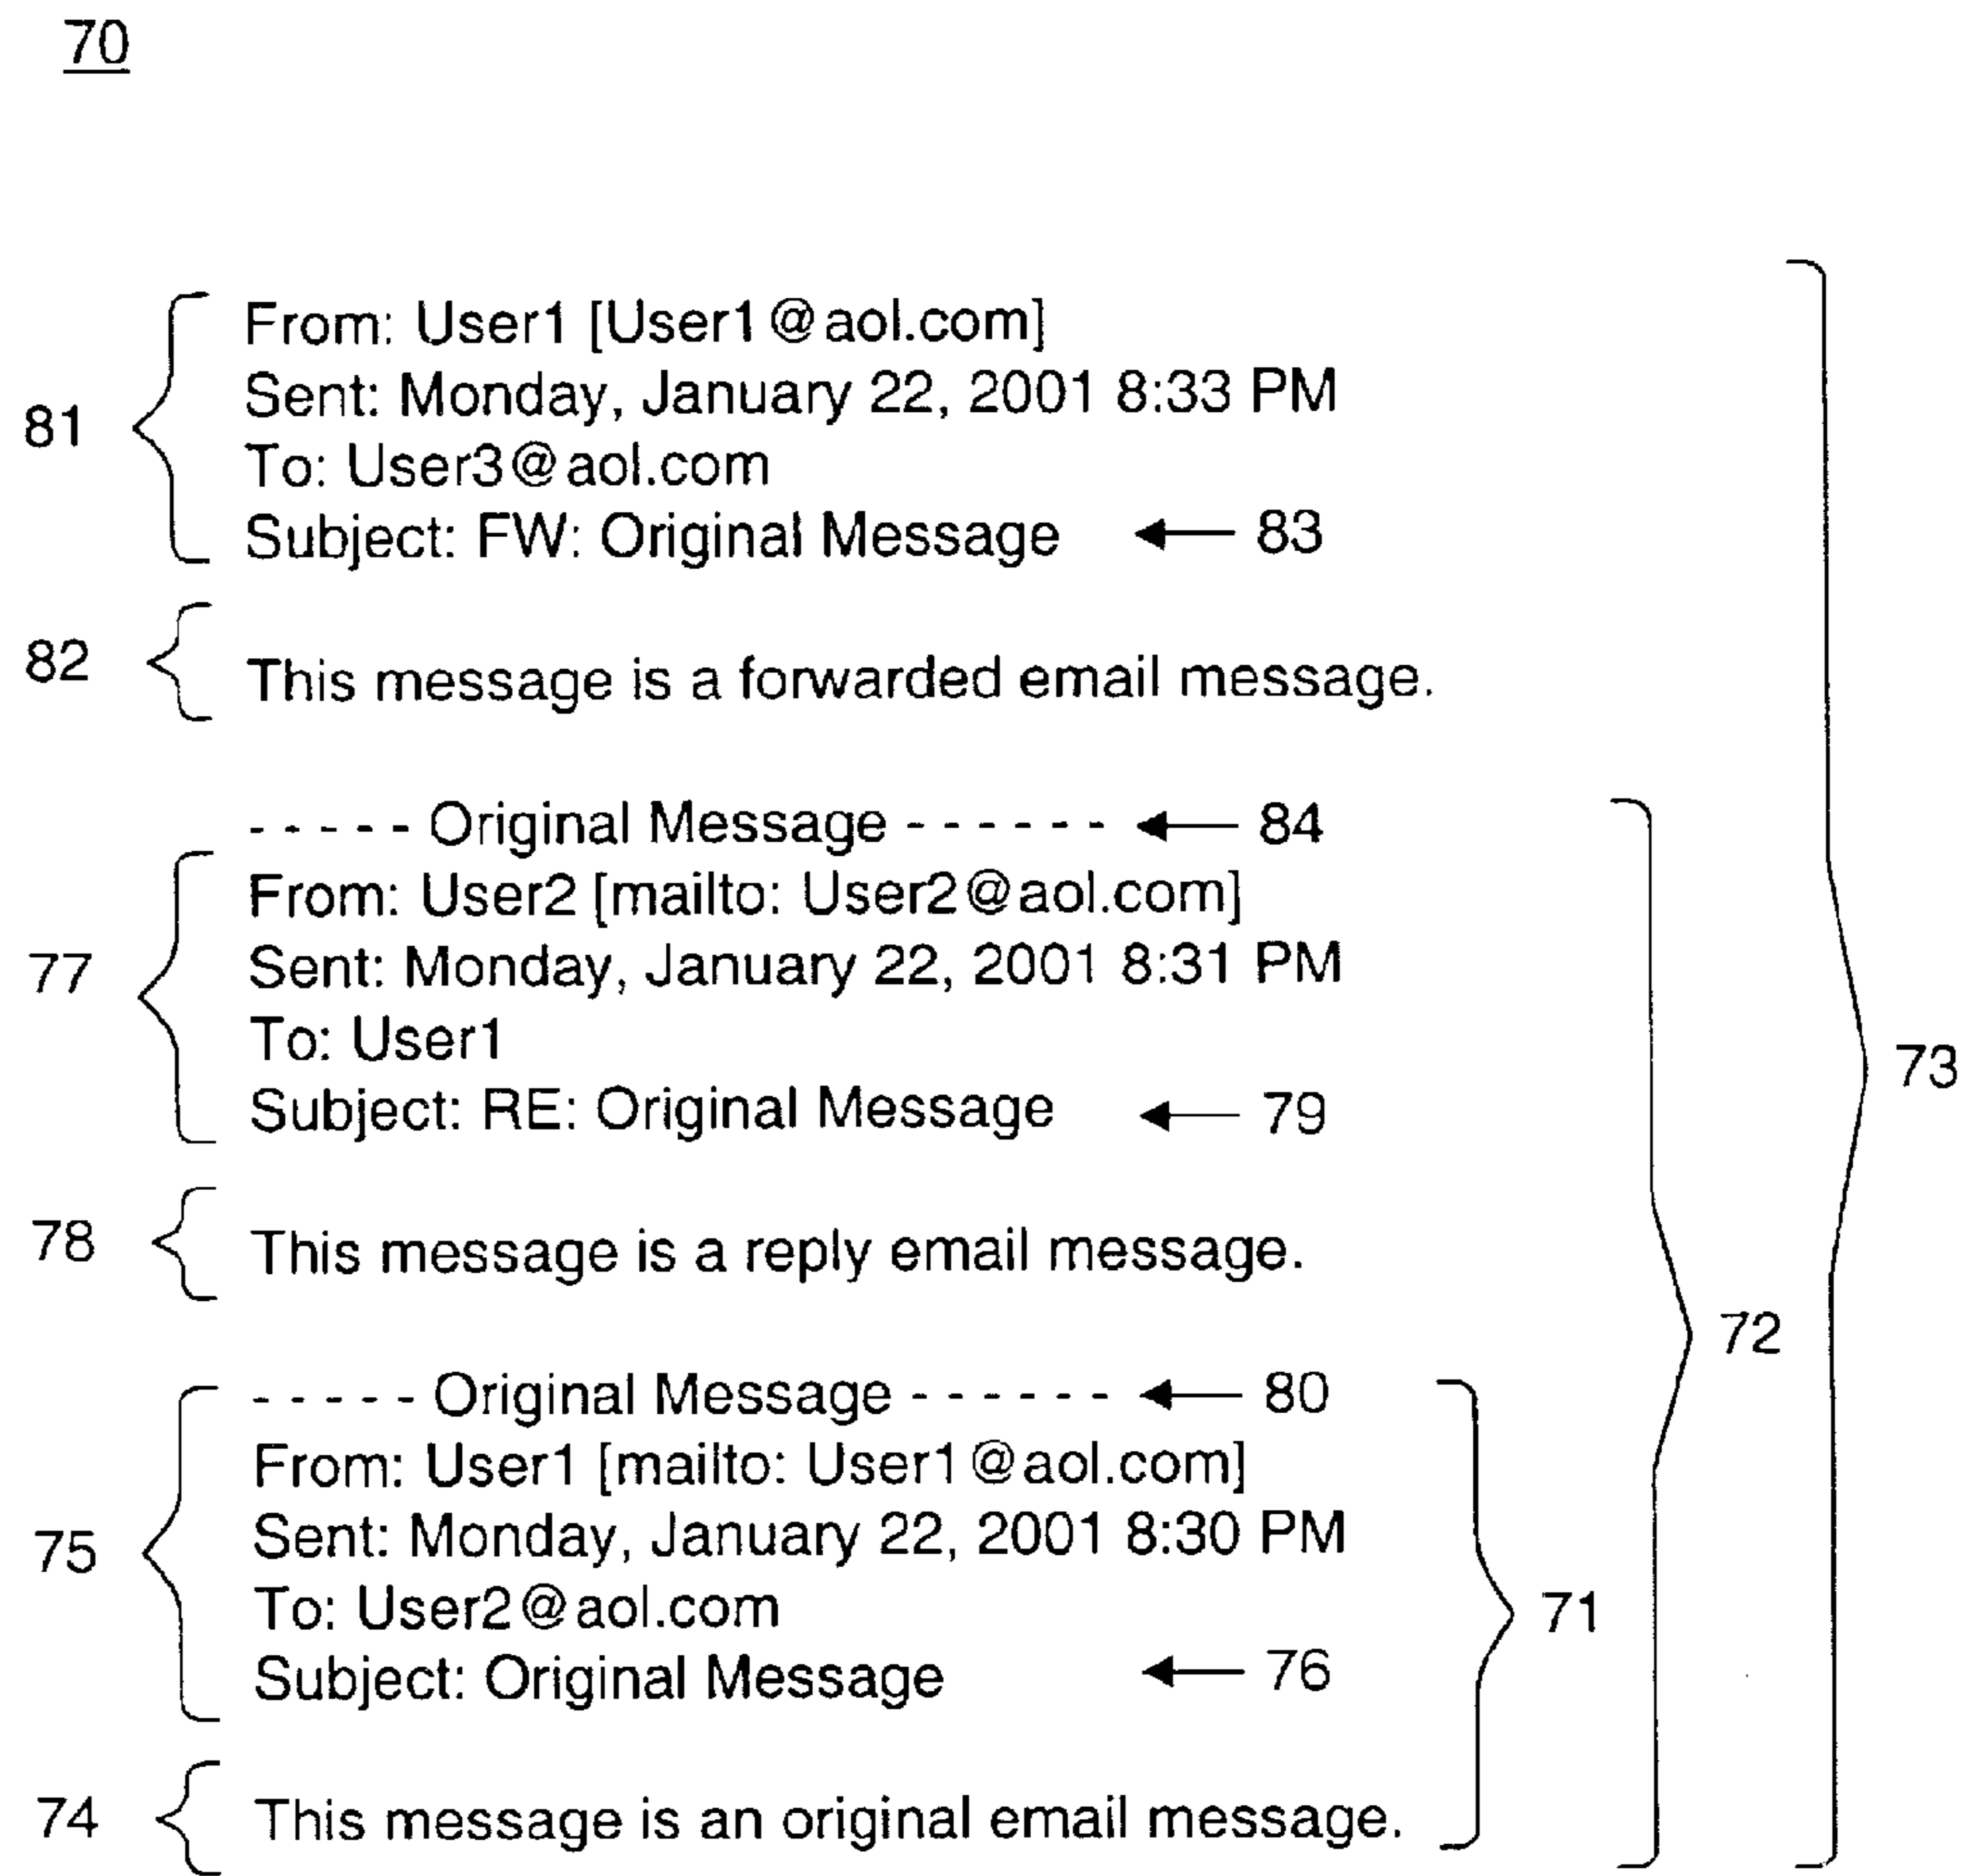 70
From: User1 [User1@aol.com]
Sent: Monday, January 22, 2001 8:33 PM
81
To: User3@aol.com
Subject: FW: Original Message 83
82 This message is a forwarded email message.
- - - - - Original Message - - - - - - 84
From: User2 [mailto: User2@aol.com]
77 Sent: Monday, January 22, 2001 8:31 PM
To: User1
73
Subject: RE: Original Message 79
78 This message is a reply email message.
72
- - - - - Original Message - - - - - - 80
From: User1 [mailto: User1@aol.com]
75 Sent: Monday, January 22, 2001 8:30 PM
To: User2@aol.com 71
Subject: Original Message 76
74 This message is an original email message.